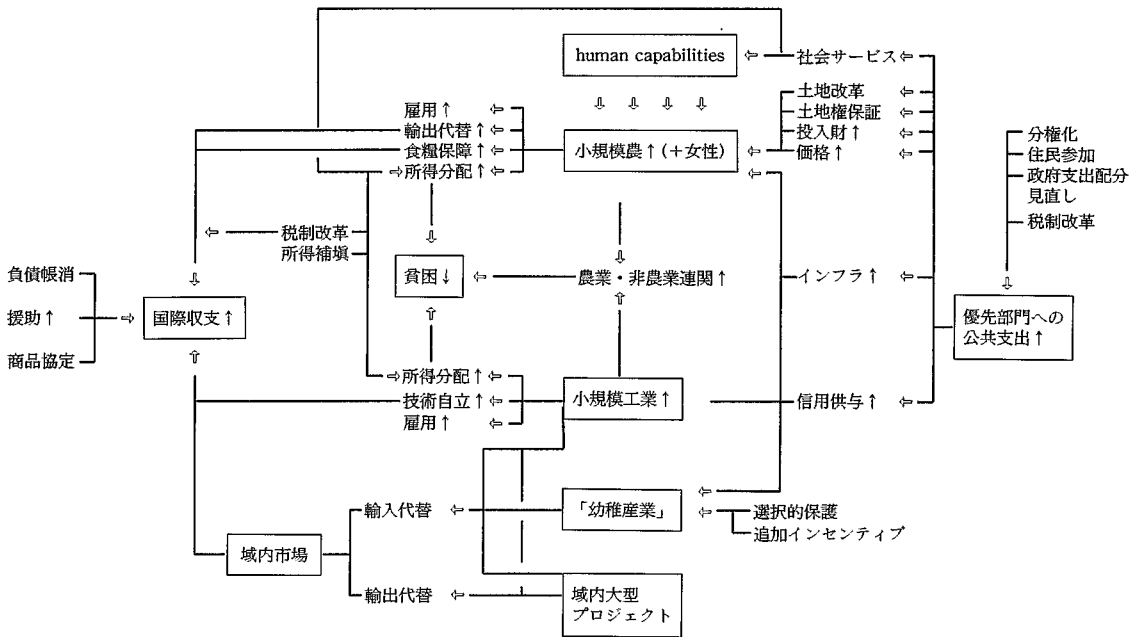 human capabilities
社会サービス
土地改革
土地権保証
投入財↑
価格↑
雇用↑
輸出代替↑
食糧保障↑
所得分配↑
小規模農↑(+女性)
分権化
住民参加
政府支出配分
見直し
税制改革
税制改革
所得補塡
貧困↓
農業・非農業連関↑
インフラ↑
負債帳消
援助↑
商品協定
国際収支↑
優先部門への
公共支出↑
所得分配↑
技術自立↑
雇用↑
小規模工業↑
信用供与↑
輸入代替
「幼稚産業」
選択的保護
追加インセンティブ
域内市場
輸出代替
域内大型
プロジェクト